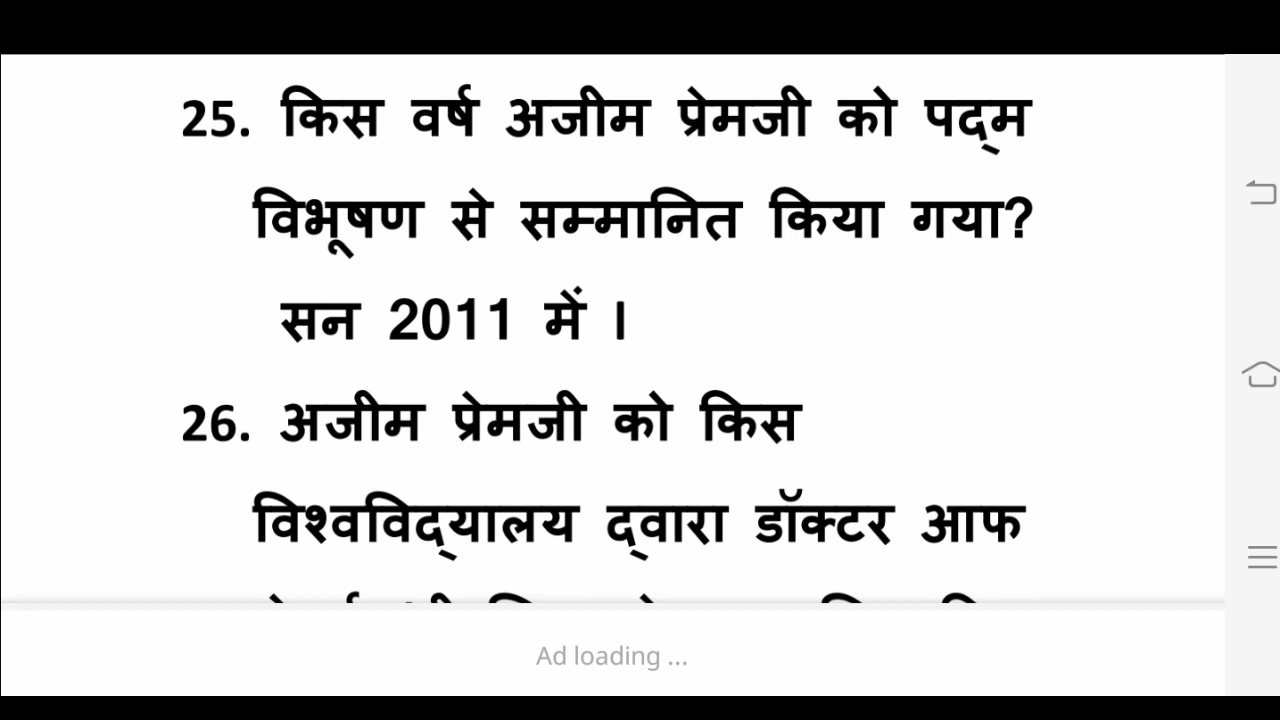 25. किस वर्ष अजीम प्रेमजी को पद्म
विभूषण से सम्मानित किया गया?
सन 2011 में ।
26. अजीम प्रेमजी को किस
विश्वविद्यालय द्वारा डॉक्टर आफ
Ad loading ...